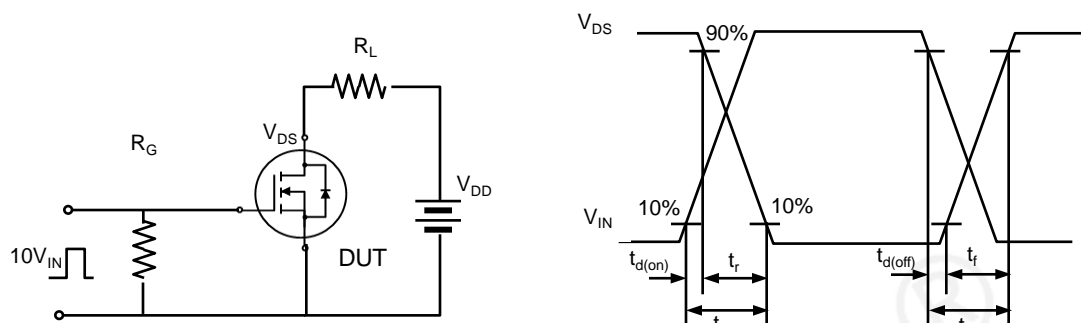 R_L
V_DS
R_G
V_DD
10V_IN
DUT
V_DS
90%
V_IN
10%
10%
t_d(on)
t_r
t_d(off)
t_f